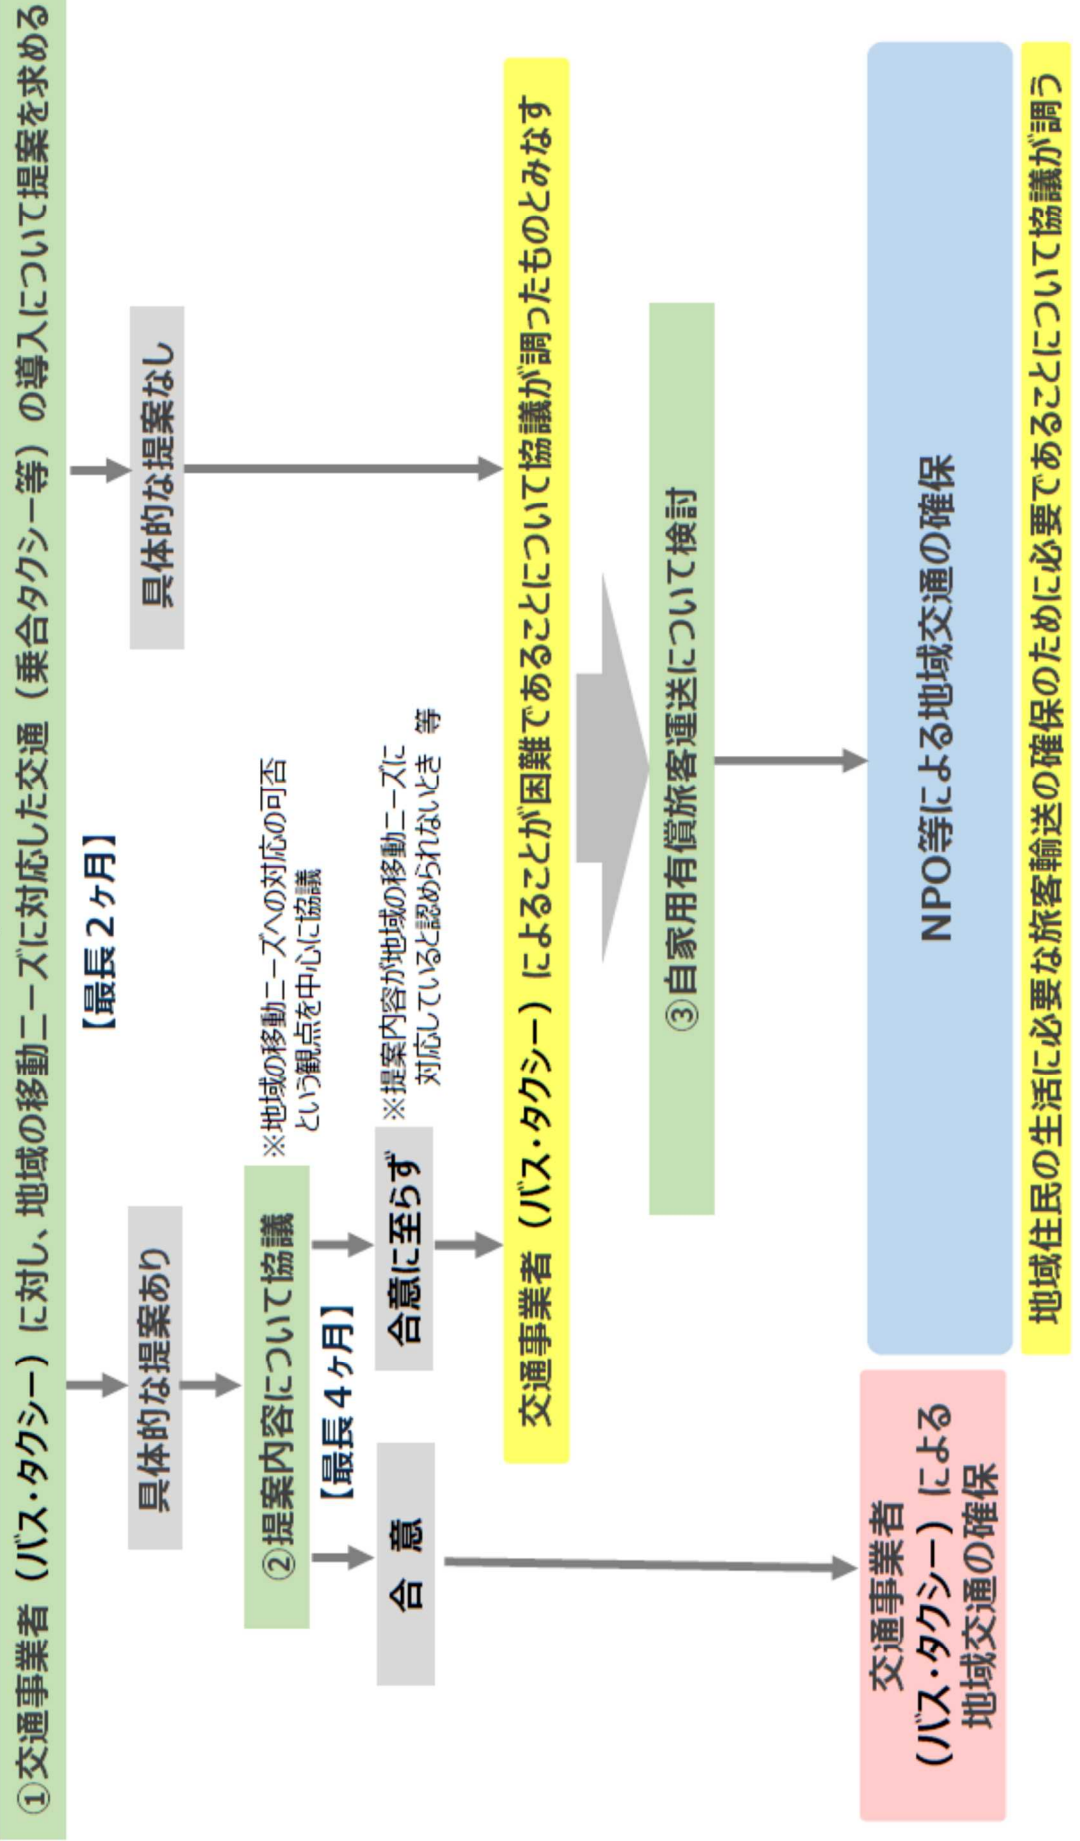 ①交通事業者（バス・タクシー）に対し、地域の移動ニーズに対応した交通（乗合タクシー等）の導入について提案を求める
【最長２ヶ月】
具体的な提案あり
具体的な提案なし
②提案内容について協議
※地域の移動ニーズへの対応の可否
という観点を中心に協議
【最長４ヶ月】
合　意
合意に至らず
※提案内容が地域の移動ニーズに
対応していると認められないとき　等
交通事業者（バス・タクシー）によることが困難であることについて協議が調ったものとみなす
③自家用有償旅客運送について検討
交通事業者
（バス・タクシー）による
地域交通の確保
NPO等による地域交通の確保
地域住民の生活に必要な旅客輸送の確保のために必要であることについて協議が調う